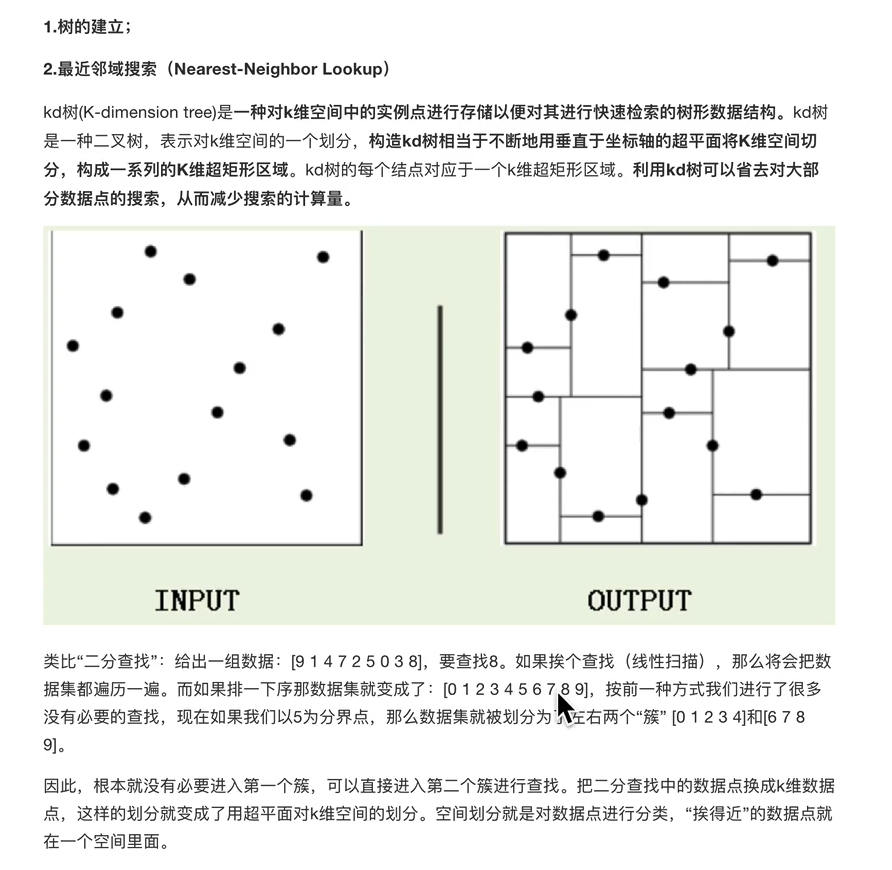 1.树的建立；
2.最近邻域搜索（Nearest-Neighbor Lookup）
kd树(K-dimension tree)是一种对k维空间中的实例点进行存储以便对其进行快速检索的树形数据结构。kd树
是一种二叉树，表示对k维空间的一个划分，构造kd树相当于不断地用垂直于坐标轴的超平面将K维空间切
分，构成一系列的K维超矩形区域。kd树的每个结点对应于一个k维超矩形区域。利用kd树可以省去对大部
分数据点的搜索，从而减少搜索的计算量。
INPUT
OUTPUT
类比“二分查找”：给出一组数据：[9 1 4 7 2 5 0 3 8]，要查找8。如果挨个查找（线性扫描），那么将会把数
据集都遍历一遍。而如果排一下序那数据集就变成了：[0 1 2 3 4 5 6 7 8 9]，按前一种方式我们进行了很多
没有必要的查找，现在如果我们以5为分界点，那么数据集就被划分为了左右两个“簇” [0 1 2 3 4]和[6 7 8
9]。
因此，根本就没有必要进入第一个簇，可以直接进入第二个簇进行查找。把二分查找中的数据点换成k维数据
点，这样的划分就变成了用超平面对k维空间的划分。空间划分就是对数据点进行分类，“挨得近”的数据点就
在一个空间里面。